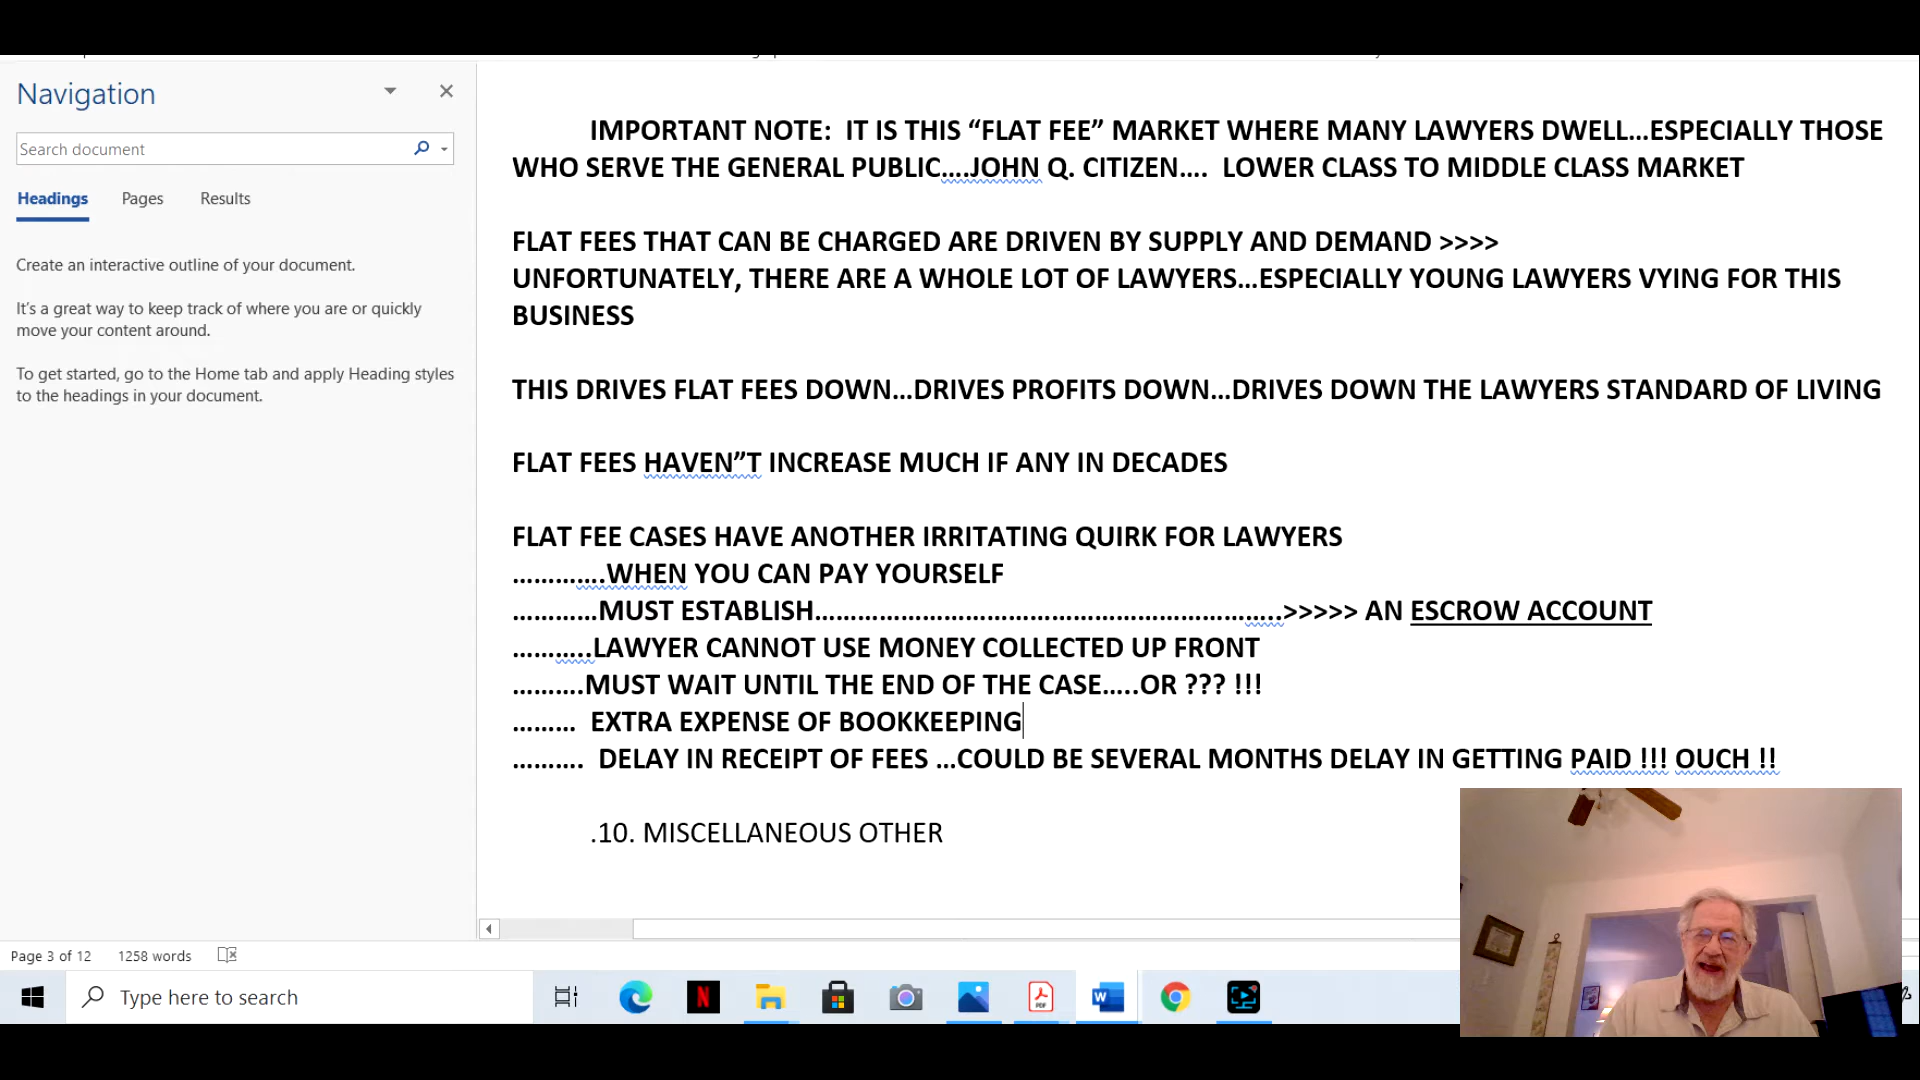 Navigation
Search document
Headings Pages Results
Create an interactive outline of your document.
It's a great way to keep track of where you are or quickly
move your content around.
To get started, go to the Home tab and apply Heading styles
to the headings in your document.
IMPORTANT NOTE:  IT IS THIS “FLAT FEE” MARKET WHERE MANY LAWYERS DWELL…ESPECIALLY THOSE
WHO SERVE THE GENERAL PUBLIC….JOHN Q. CITIZEN….  LOWER CLASS TO MIDDLE CLASS MARKET
FLAT FEES THAT CAN BE CHARGED ARE DRIVEN BY SUPPLY AND DEMAND >>>>
UNFORTUNATELY, THERE ARE A WHOLE LOT OF LAWYERS…ESPECIALLY YOUNG LAWYERS VYING FOR THIS
BUSINESS
THIS DRIVES FLAT FEES DOWN…DRIVES PROFITS DOWN…DRIVES DOWN THE LAWYERS STANDARD OF LIVING
FLAT FEES HAVEN”T INCREASE MUCH IF ANY IN DECADES
FLAT FEE CASES HAVE ANOTHER IRRITATING QUIRK FOR LAWYERS
………….WHEN YOU CAN PAY YOURSELF
…………MUST ESTABLISH……………………………………………………..>>>>> AN ESCROW ACCOUNT
………..LAWYER CANNOT USE MONEY COLLECTED UP FRONT
……….MUST WAIT UNTIL THE END OF THE CASE…..OR ??? !!!
………  EXTRA EXPENSE OF BOOKKEEPING
……….  DELAY IN RECEIPT OF FEES …COULD BE SEVERAL MONTHS DELAY IN GETTING PAID !!! OUCH !!
.10. MISCELLANEOUS OTHER
Page 3 of 12 1258 words
Type here to search